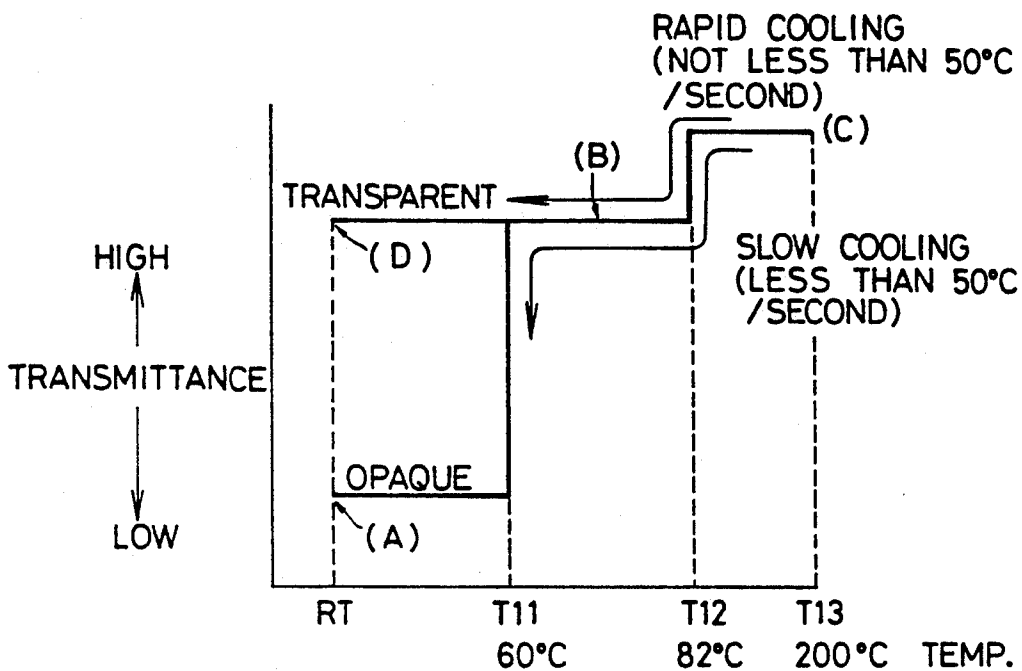 RAPID COOLING
(NOT LESS THAN 50°C
/SECOND)
(C)
(B)
TRANSPARENT
(D)
HIGH
SLOW COOLING
(LESS THAN 50°C
/SECOND)
TRANSMITTANCE
OPAQUE
(A)
LOW
RT T11 T12 T13
60°C 82°C 200°C TEMP.